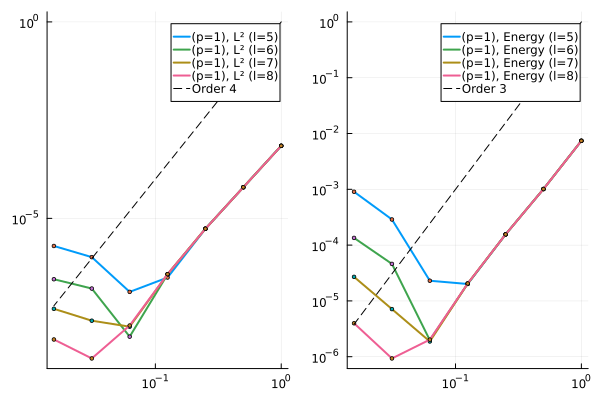 10⁰
10⁻⁵
10⁻¹
10⁰
(p=1), L² (l=5)
(p=1), L² (l=6)
(p=1), L² (l=7)
(p=1), L² (l=8)
Order 4
10⁰
10⁻¹
10⁻²
10⁻³
10⁻⁴
10⁻⁵
10⁻⁶
10⁻¹
10⁰
(p=1), Energy (l=5)
(p=1), Energy (l=6)
(p=1), Energy (l=7)
(p=1), Energy (l=8)
Order 3